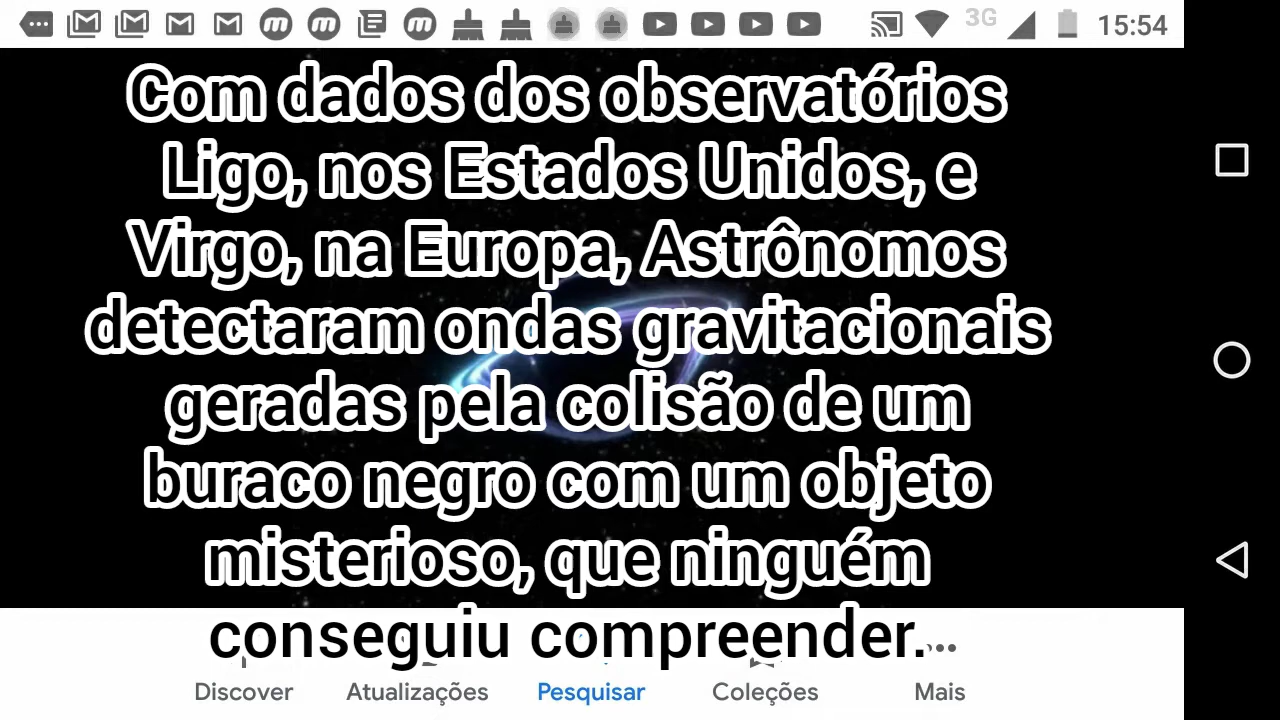 3G 15:54
Com dados dos observatórios
Ligo, nos Estados Unidos, e
Virgo, na Europa, Astrônomos
detectaram ondas gravitacionais
geradas pela colisão de um
buraco negro com um objeto
misterioso, que ninguém
conseguiu compreender.
Discover Atualizações Pesquisar Coleções Mais